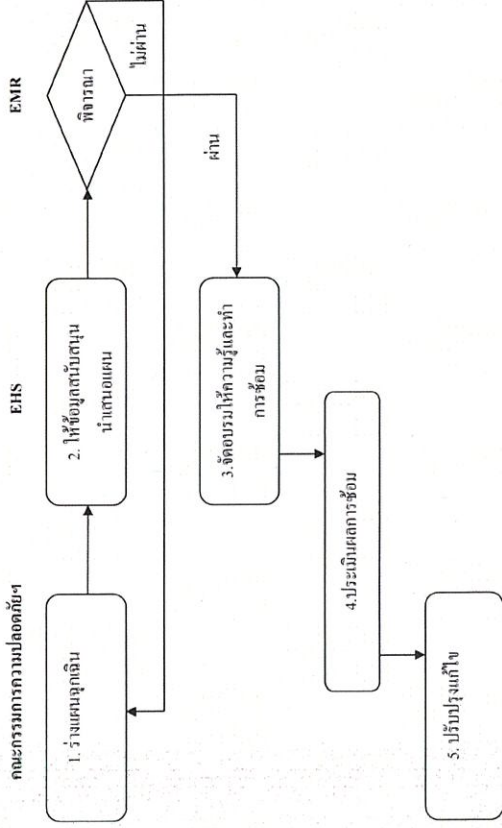 คณะกรรมการความปลอดภัยฯ
EHS
EMR
1. ร่างแผนฉุกเฉิน
2. ให้ข้อมูลสนับสนุน
นำเสนอแผน
พิจารณา
ไม่ผ่าน
ผ่าน
3.จัดอบรมให้ความรู้และทำ
การซ้อม
4.ประเมินผลการซ้อม
5. ปรับปรุงแก้ไข